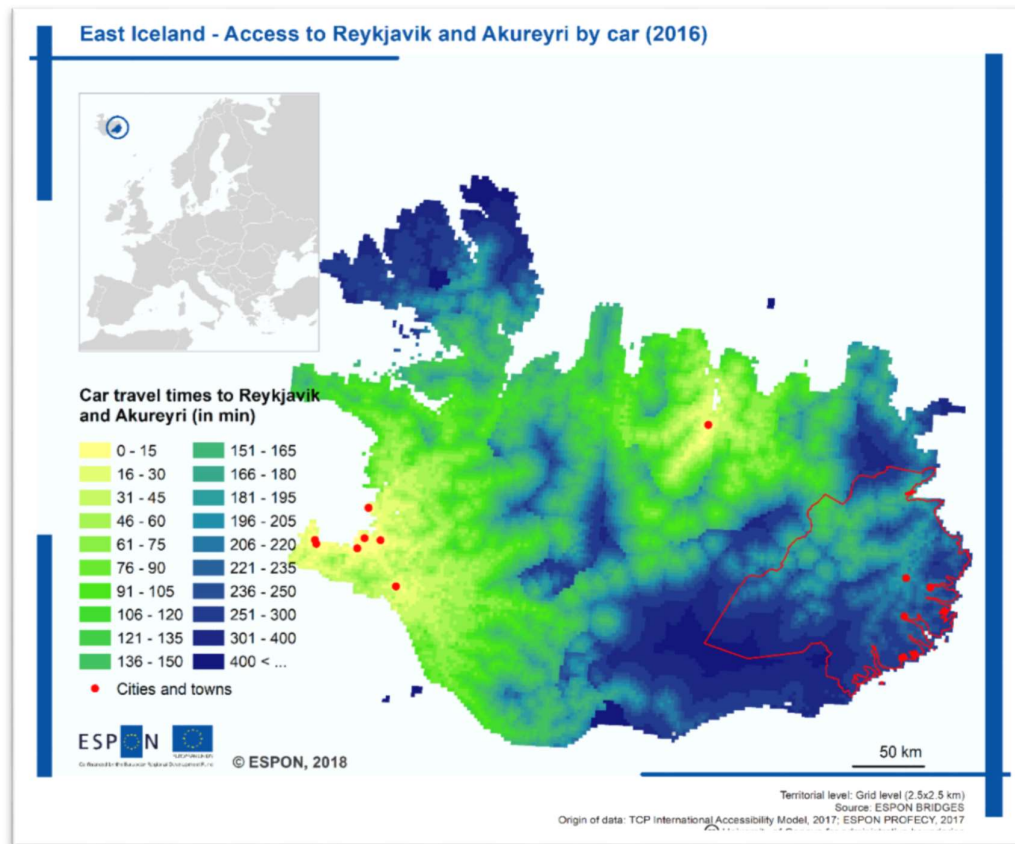 East Iceland - Access to Reykjavik and Akureyri by car (2016)
Car travel times to Reykjavik
and Akureyri (in min)
0 - 15
16 - 30
31 - 45
46 - 60
61 - 75
76 - 90
91 - 105
106 - 120
121 - 135
136 - 150
151 - 165
166 - 180
181 - 195
196 - 205
206 - 220
221 - 235
236 - 250
251 - 300
301 - 400
400 < ...
Cities and towns
ESPON
© ESPON, 2018
50 km
Territorial level: Grid level (2.5x2.5 km)
Source: ESPON BRIDGES
Origin of data: TCP International Accessibility Model, 2017; ESPON PROFECY, 2017